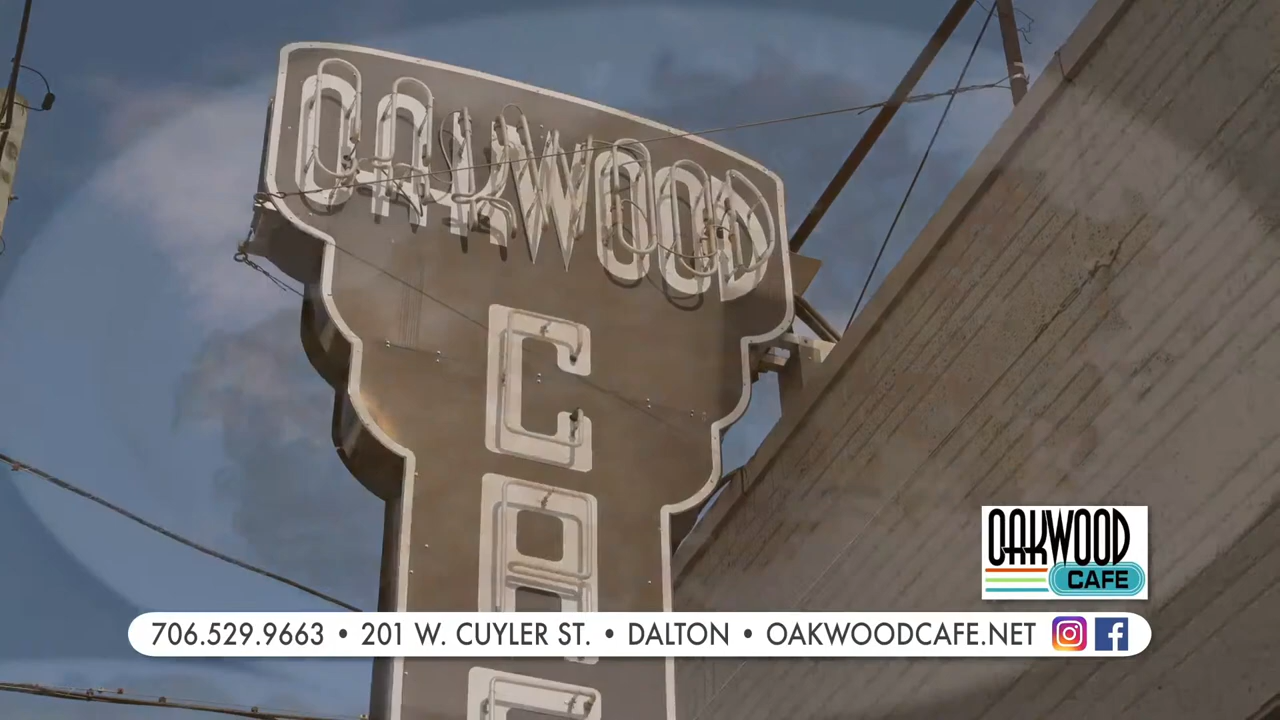 OAKWOOD
C
A
OAKWOOD
CAFE
706.529.9663 • 201 W. CUYLER ST. • DALTON • OAKWOODCAFE.NET